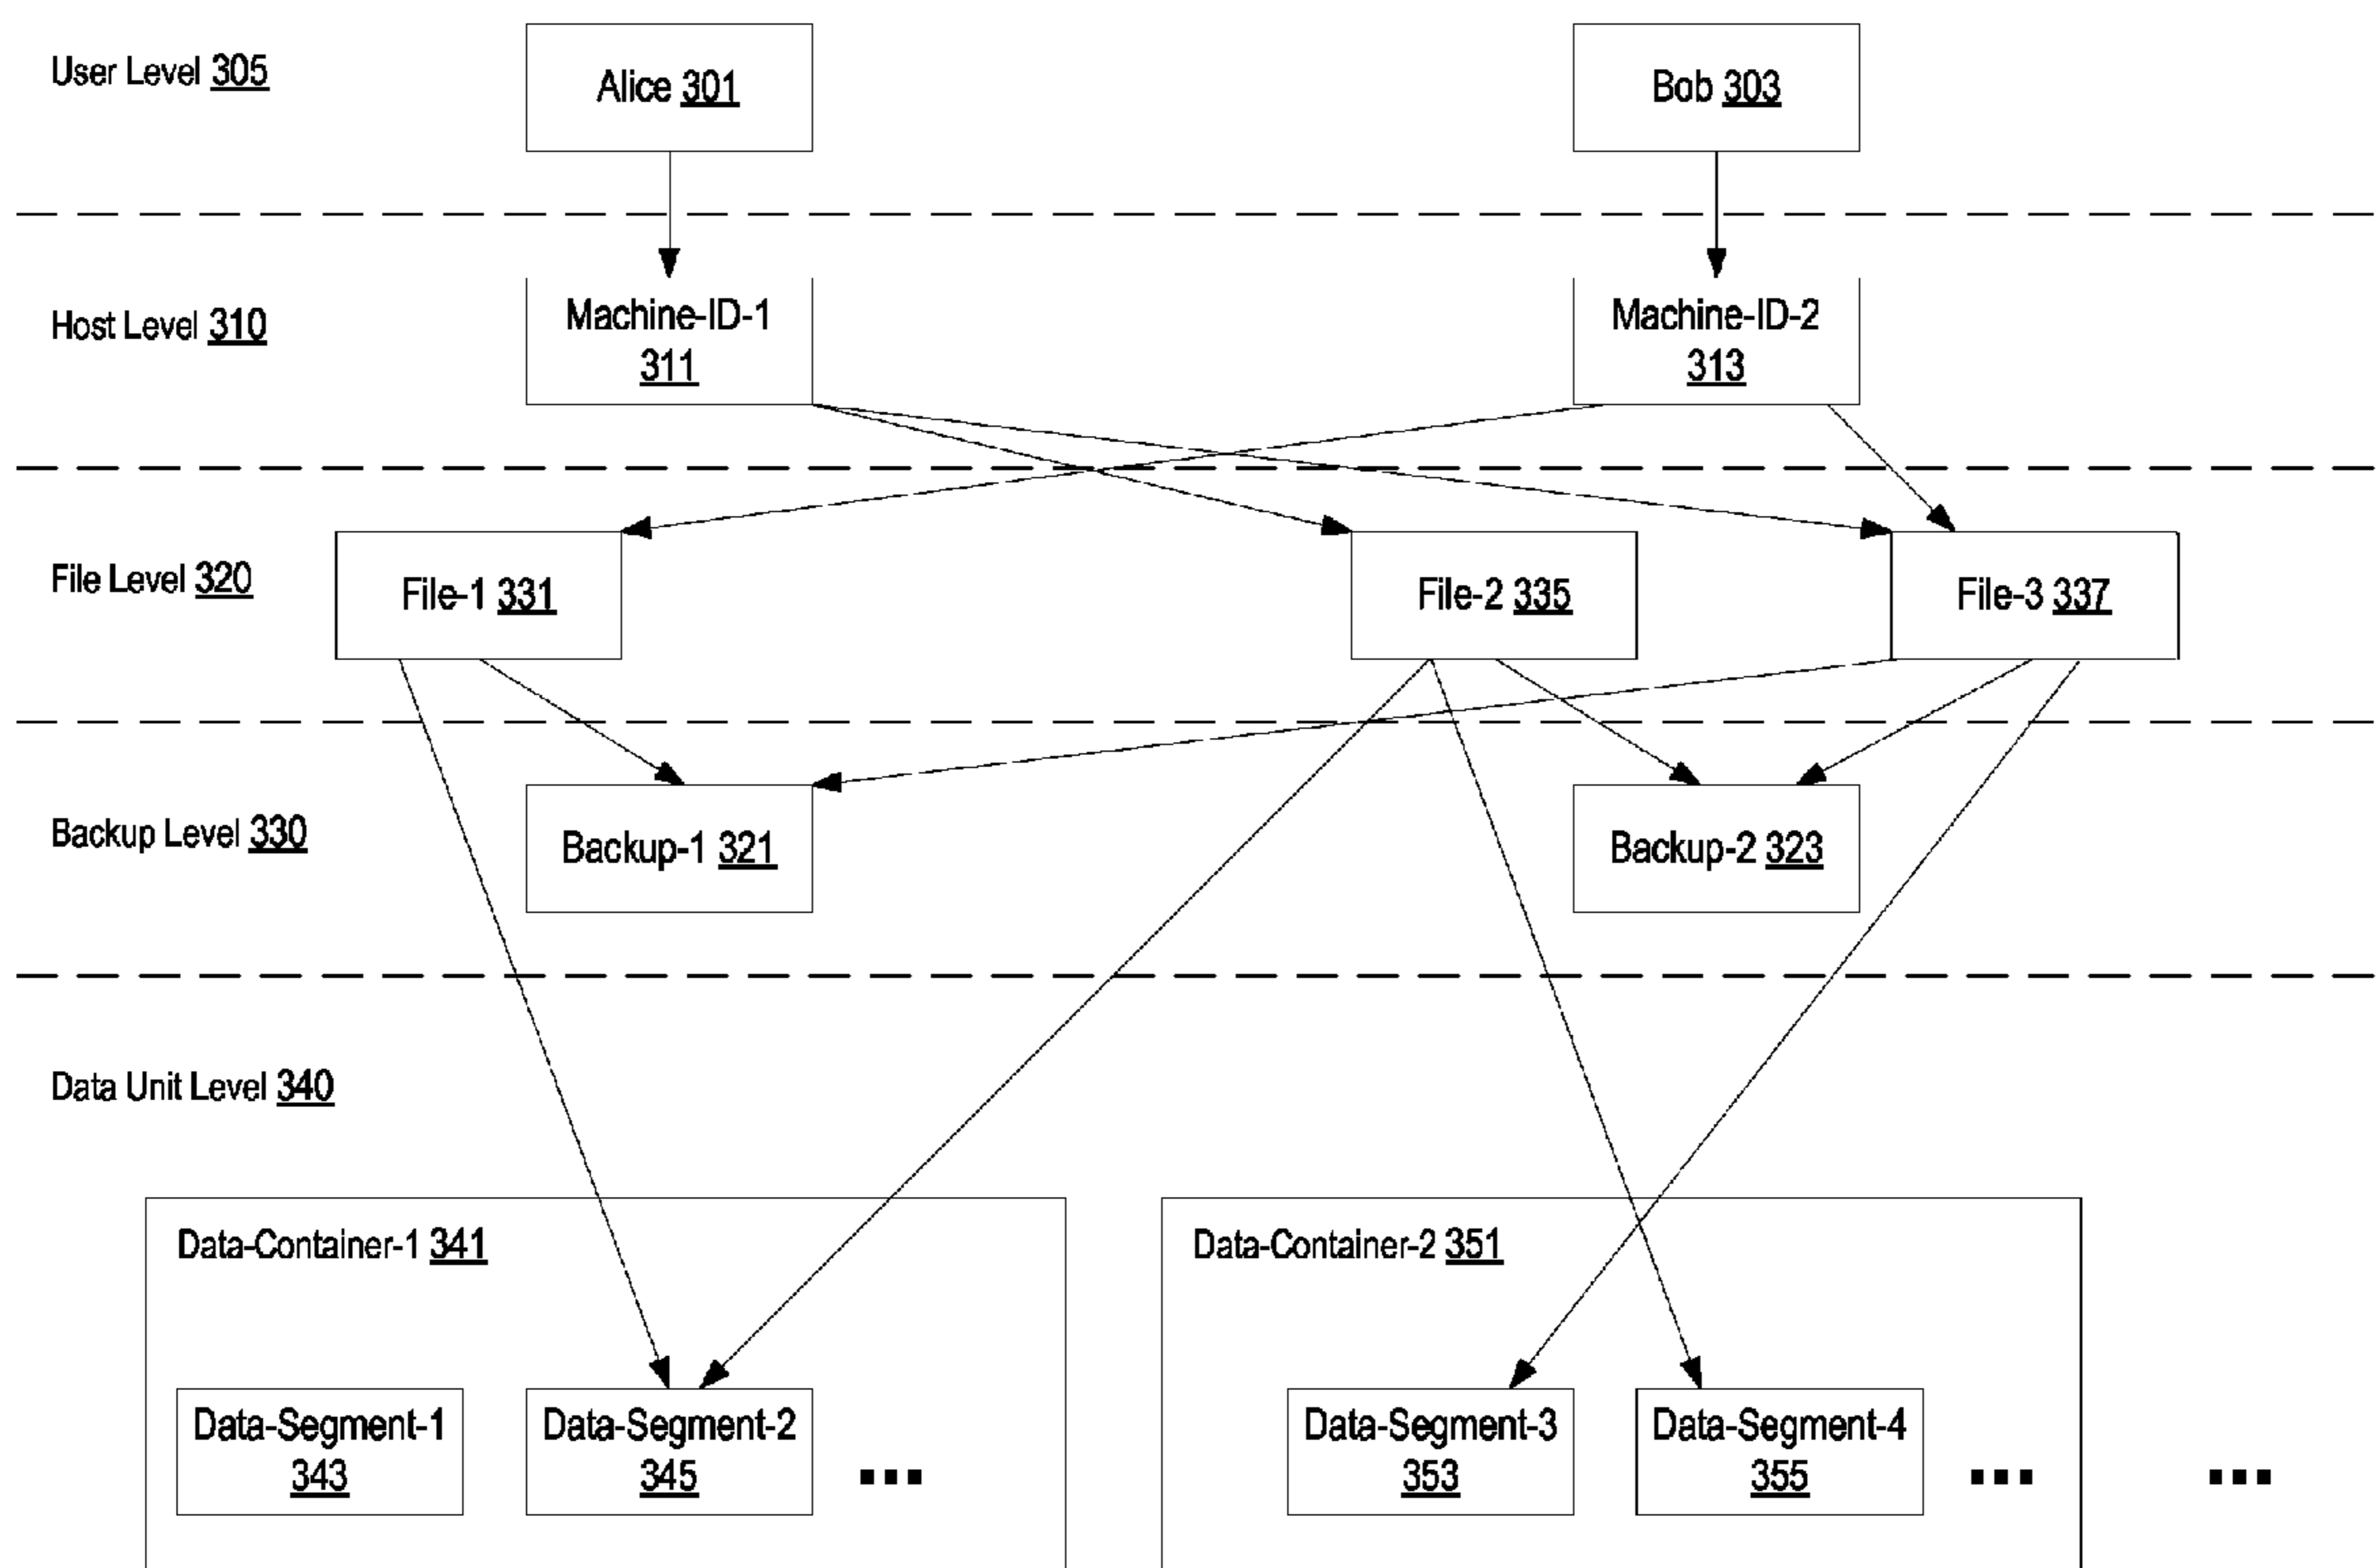 User Level 305
Alice 301
Bob 303
Host Level 310
Machine-ID-1
311
Machine-ID-2
313
File Level 320
File-1 331
File-2 335
File-3 337
Backup Level 330
Backup-1 321
Backup-2 323
Data Unit Level 340
Data-Container-1 341
Data-Container-2 351
Data-Segment-1
343
Data-Segment-2
345
...
Data-Segment-3
353
Data-Segment-4
355
...
...